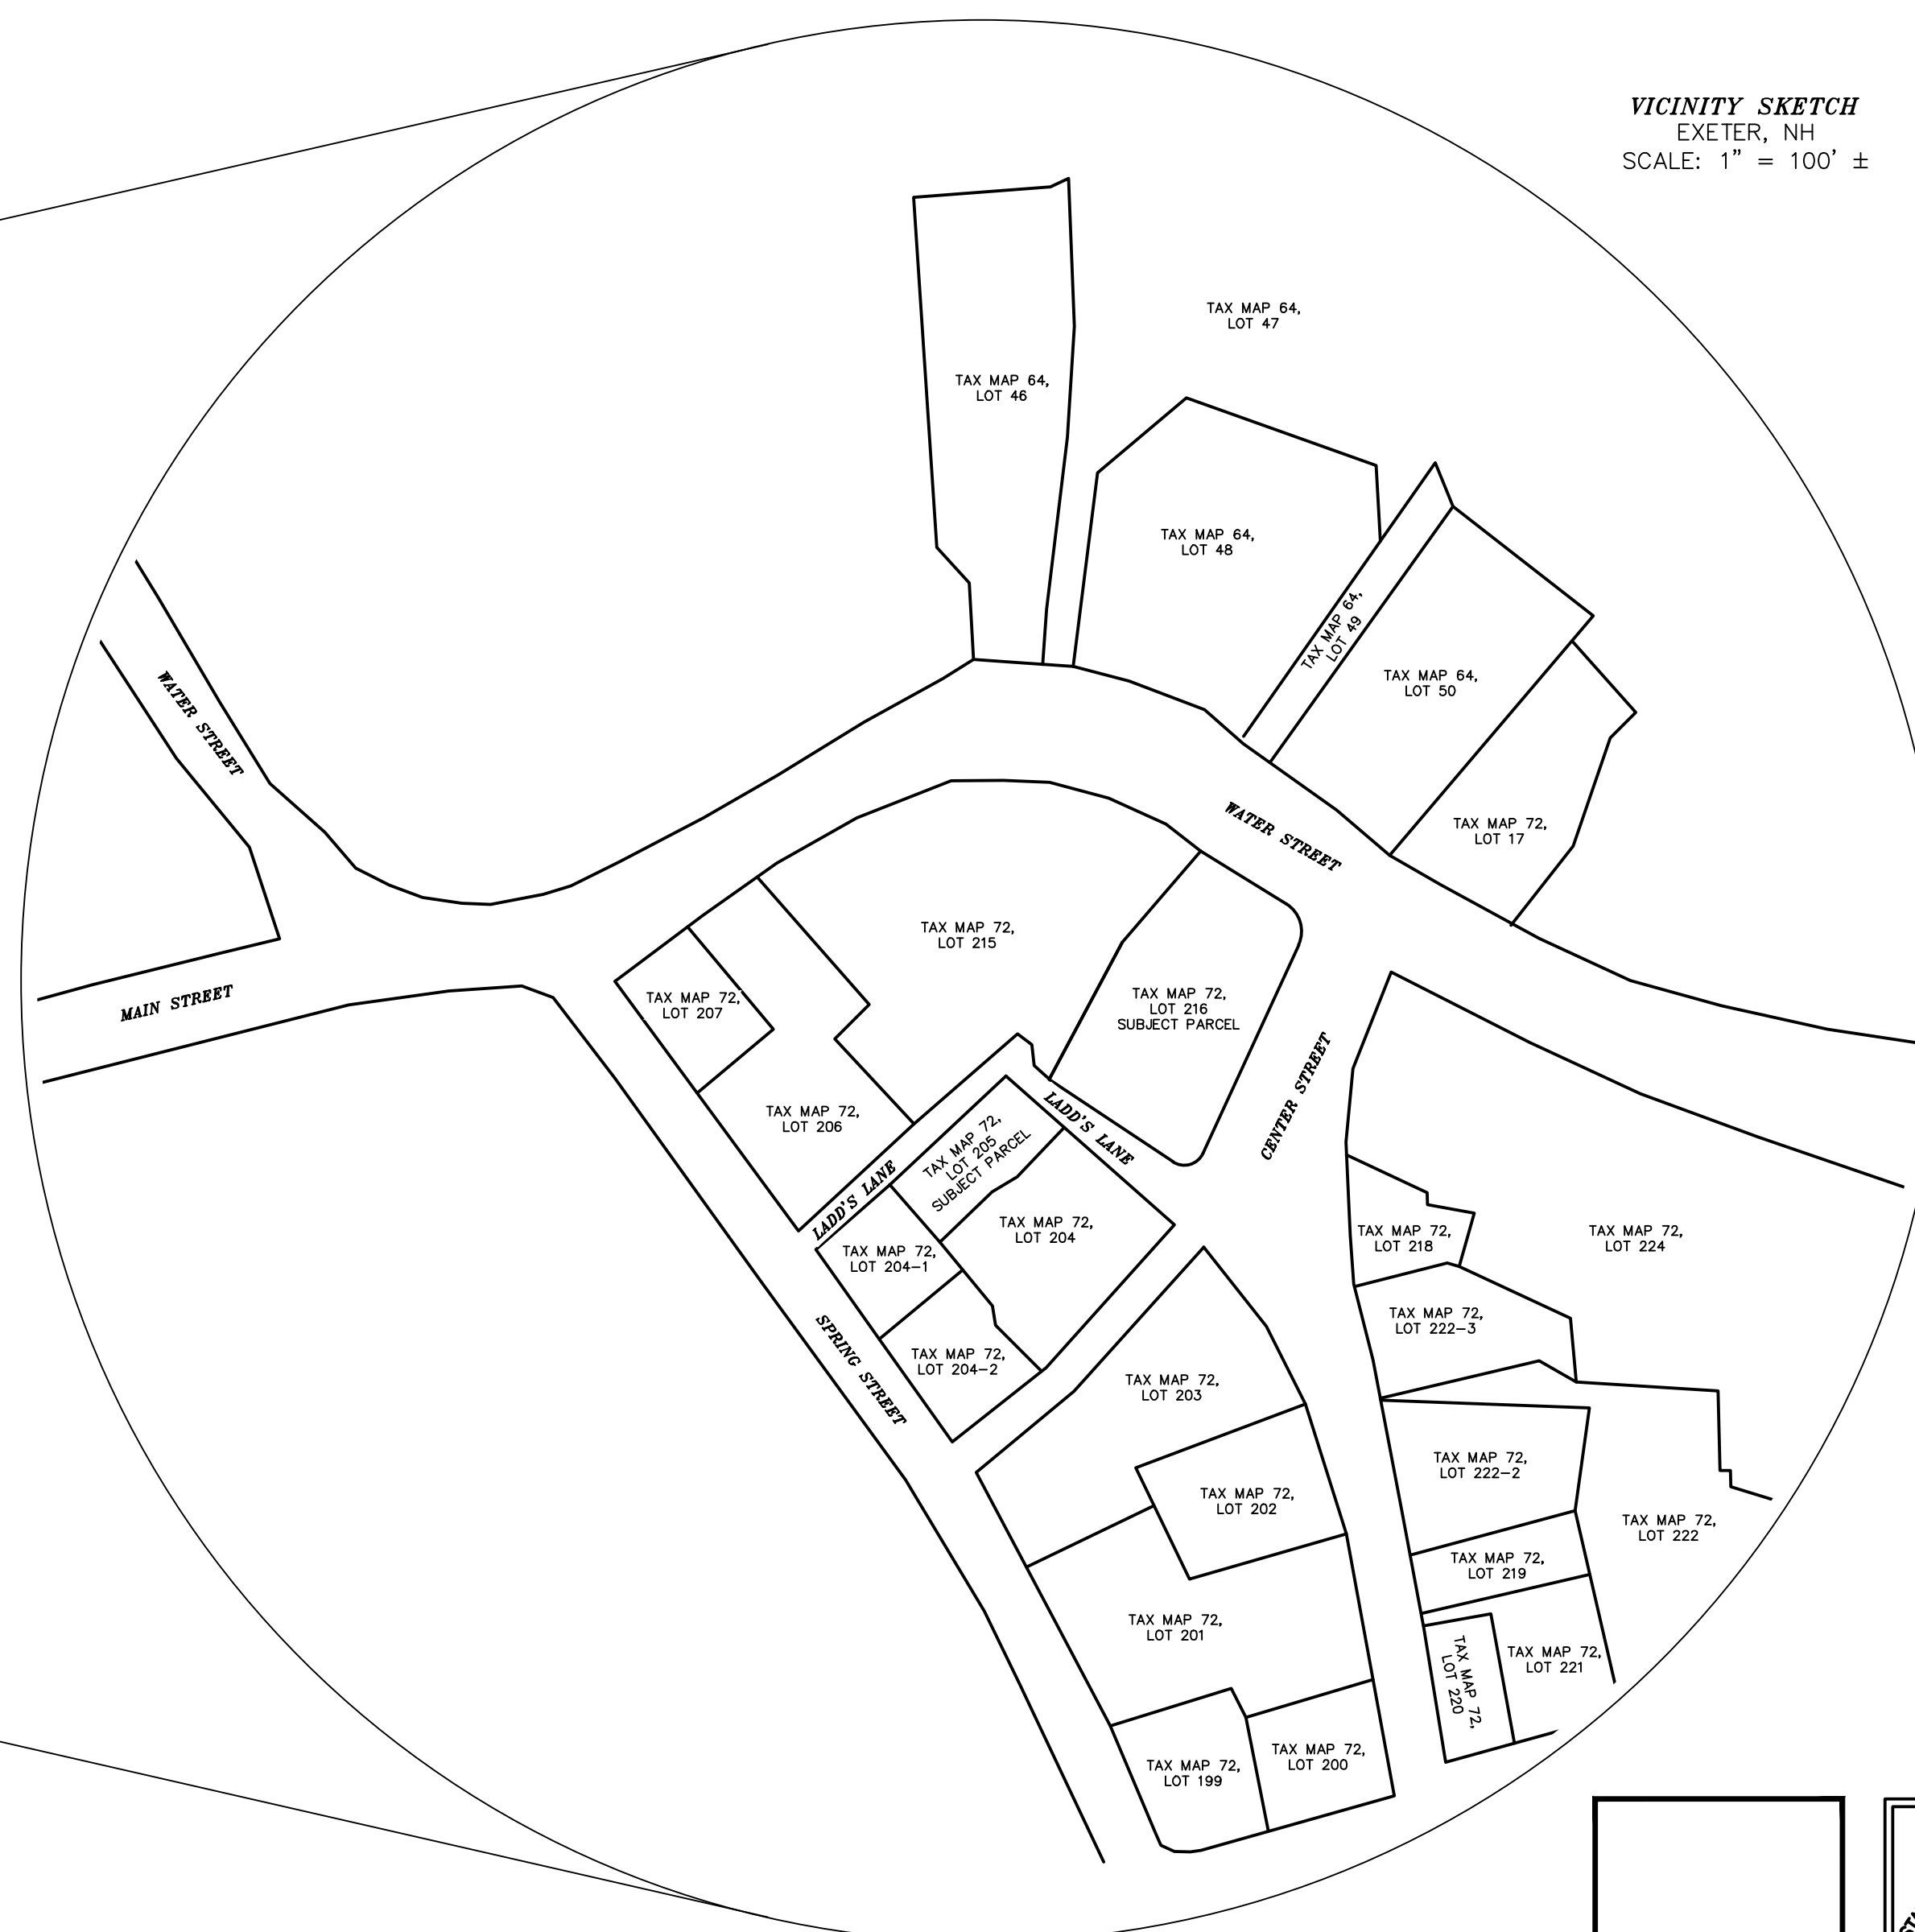 VICINITY SKETCH
EXETER, NH
SCALE: 1" = 100' ±
TAX MAP 64,
LOT 47
TAX MAP 64,
LOT 46
TAX MAP 64,
LOT 48
TAX MAP 64,
LOT 49
TAX MAP 64,
LOT 50
WATER STREET
WATER STREET
TAX MAP 72,
LOT 17
TAX MAP 72,
LOT 215
MAIN STREET
TAX MAP 72,
LOT 207
TAX MAP 72,
LOT 216
SUBJECT PARCEL
CENTER STREET
TAX MAP 72,
LOT 206
LADD'S LANE
TAX MAP 72,
LOT 205
SUBJECT PARCEL
LADD'S LANE
TAX MAP 72,
LOT 204
TAX MAP 72,
LOT 218
TAX MAP 72,
LOT 224
TAX MAP 72,
LOT 204-1
TAX MAP 72,
LOT 222-3
SPRING STREET
TAX MAP 72,
LOT 204-2
TAX MAP 72,
LOT 203
TAX MAP 72,
LOT 222-2
TAX MAP 72,
LOT 202
TAX MAP 72,
LOT 222
TAX MAP 72,
LOT 219
TAX MAP 72,
LOT 201
TAX MAP 72,
LOT 220
TAX MAP 72,
LOT 221
TAX MAP 72,
LOT 199
TAX MAP 72,
LOT 200